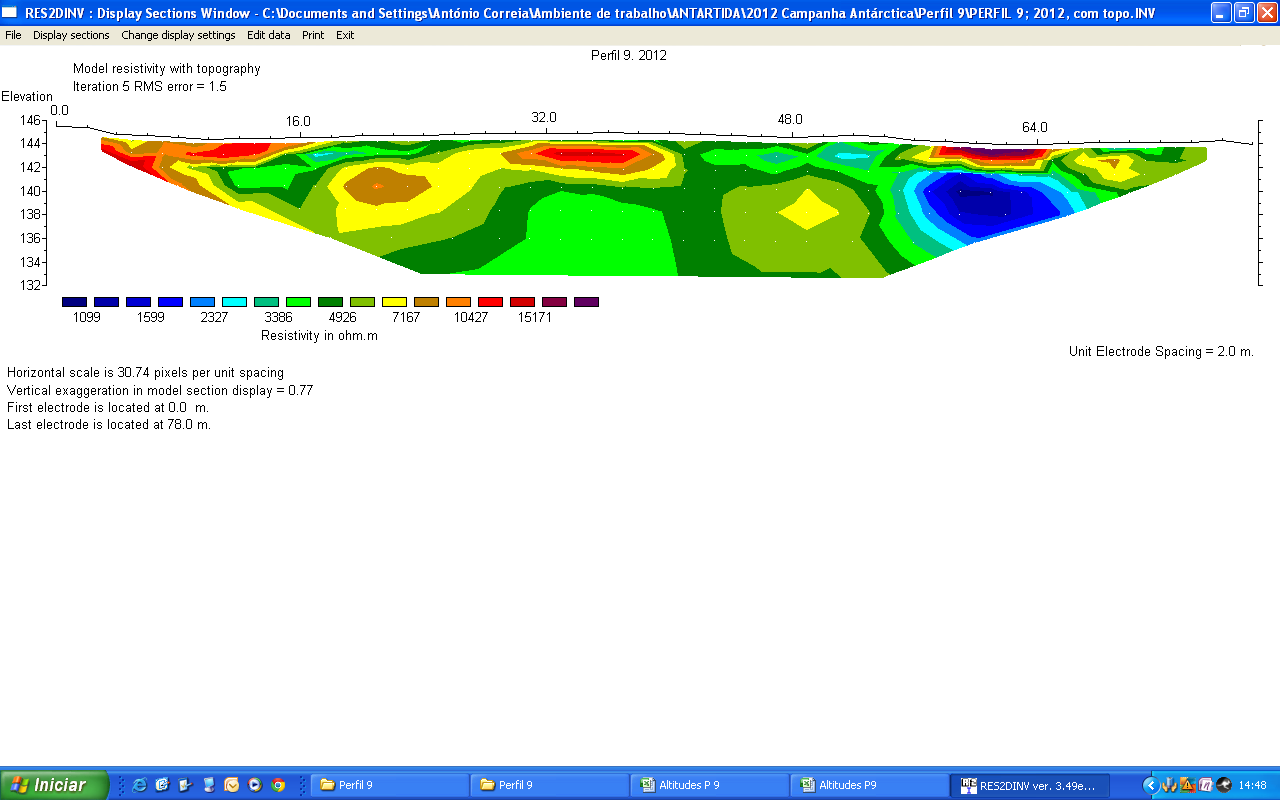 RES2DINV : Display Sections Window - C:\Documents and Settings\António Correia\Ambiente de trabalho\ANTARTIDA\2012 Campanha Antárctica\Perfil 9\PERFIL 9; 2012, com topo.INV
File Display sections Change display settings Edit data Print Exit
Perfil 9. 2012
Model resistivity with topography
Iteration 5 RMS error = 1.5
Elevation
0.0 16.0 32.0 48.0 64.0
146
144
142
140
138
136
134
132
1099 1599 2327 3386 4926 7167 10427 15171
Resistivity in ohm.m
Unit Electrode Spacing = 2.0 m.
Horizontal scale is 30.74 pixels per unit spacing
Vertical exaggeration in model section display = 0.77
First electrode is located at 0.0 m.
Last electrode is located at 78.0 m.
Iniciar Perfil 9 Perfil 9 Altitudes P 9 Altitudes P9 RES2DINV ver. 3.49e... 14:48